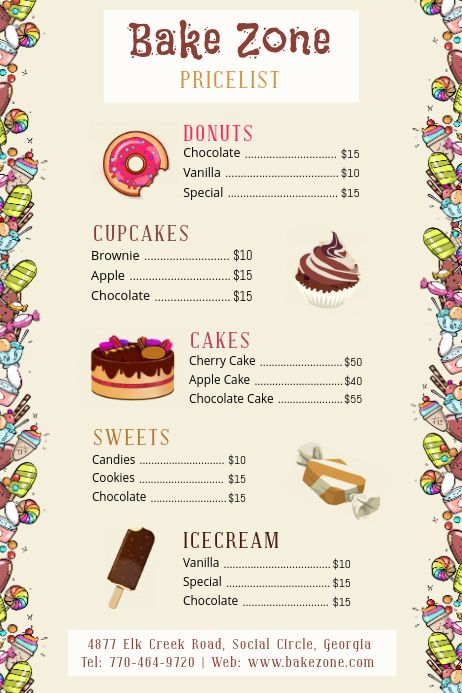 Bake Zone
PRICELIST
DONUTS
Chocolate ................................ $15
Vanilla ..................................... $10
Special .................................... $15
CUPCAKES
Brownie ........................... $10
Apple ............................... $15
Chocolate ........................ $15
CAKES
Cherry Cake ............................ $50
Apple Cake .............................. $40
Chocolate Cake ....................... $55
SWEETS
Candies ............................. $10
Cookies ............................. $15
Chocolate .......................... $15
ICECREAM
Vanilla ..................................... $10
Special ..................................... $15
Chocolate .............................. $15
4877 Elk Creek Road, Social Circle, Georgia
Tel: 770-464-9720 | Web: www.bakezone.com